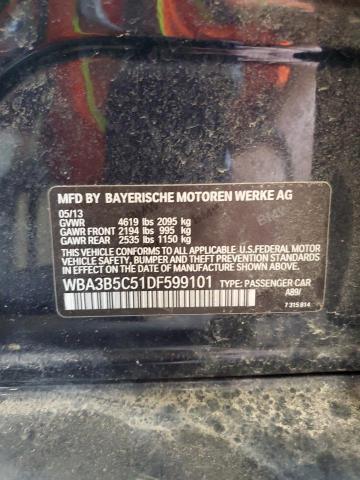 MFD BY BAYERISCHE MOTOREN WERKE AG
05/13
GVWR 4619 lbs 2095 kg
GAWR FRONT 2194 lbs 995 kg
GAWR REAR 2535 lbs 1150 kg
THIS VEHICLE CONFORMS TO ALL APPLICABLE U.S.FEDERAL MOTOR
VEHICLE SAFETY, BUMPER AND THEFT PREVENTION STANDARDS IN
EFFECT ON THE DATE OF MANUFACTURE SHOWN ABOVE.
WBA3B5C51DF599101 TYPE: PASSENGER CAR
A89/
7 315 814